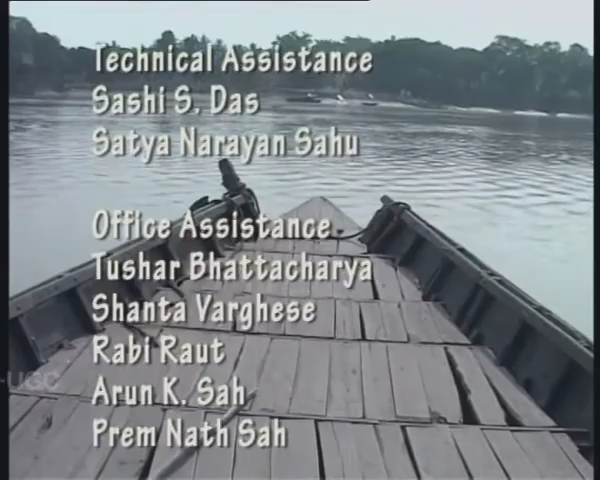 Technical Assistance
Sashi S. Das
Satya Narayan Sahu
Office Assistance
Tushar Bhattacharya
Shanta Varghese
Rabi Raut
-UGC
Arun K. Sah
Prem Nath Sah